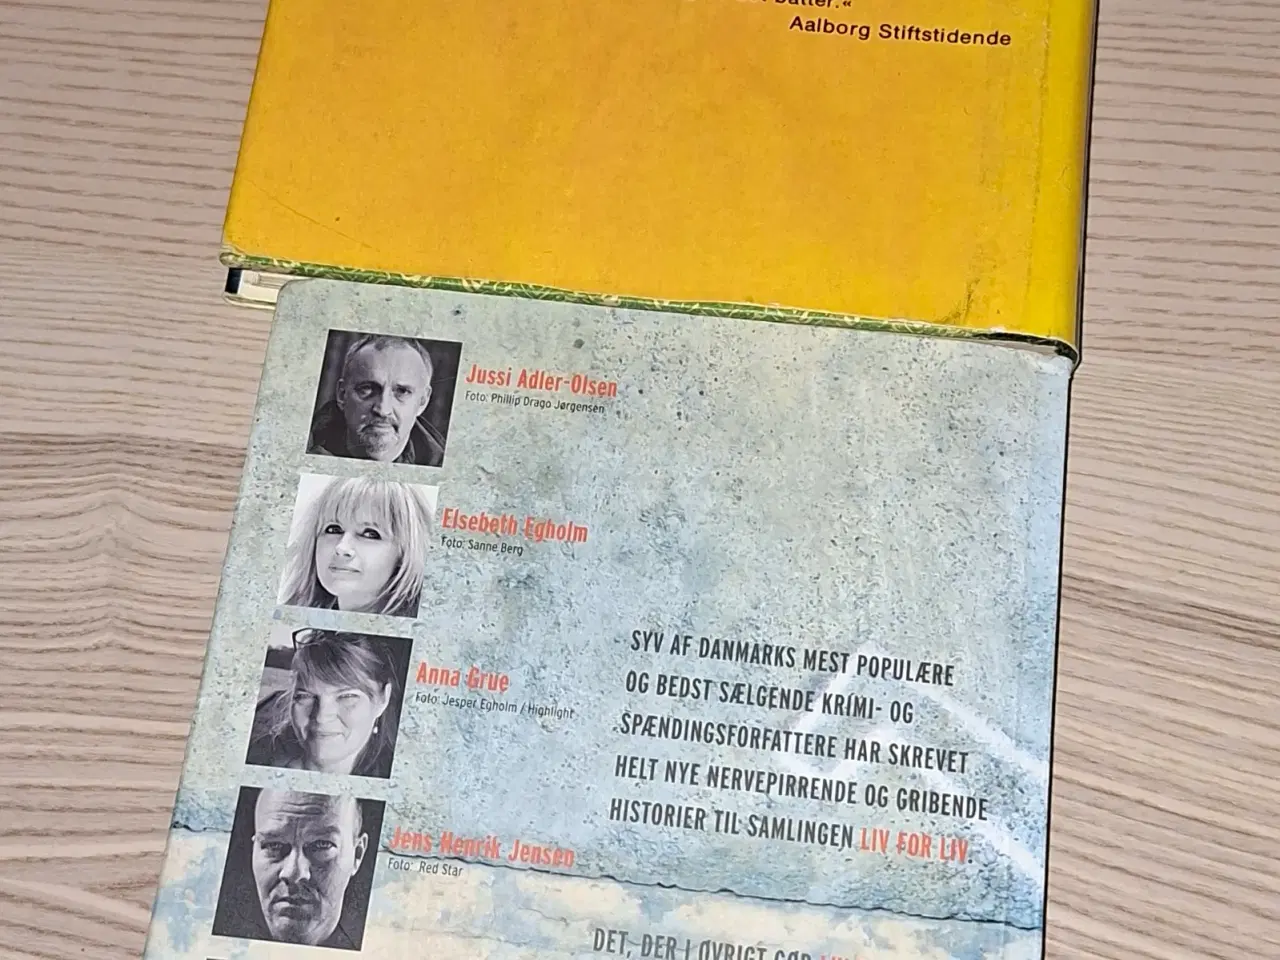 batter.«
Aalborg Stiftstidende
Jussi Adler-Olsen
Foto: Phillip Drago Jørgensen
Elsebeth Egholm
Foto: Sanne Berg
Anna Grue
Foto: Jesper Egholm / Highlight
Jens Henrik Jensen
Foto: Red Star
SYV AF DANMARKS MEST POPULÆRE
OG BEDST SÆLGENDE KRIMI- OG
SPÆNDINGSFORFATTERE HAR SKREVET
HELT NYE NERVEPIRRENDE OG GRIBENDE
HISTORIER TIL SAMLINGEN LIV FOR LIV.
DET, DER I ØVRIGT GØR